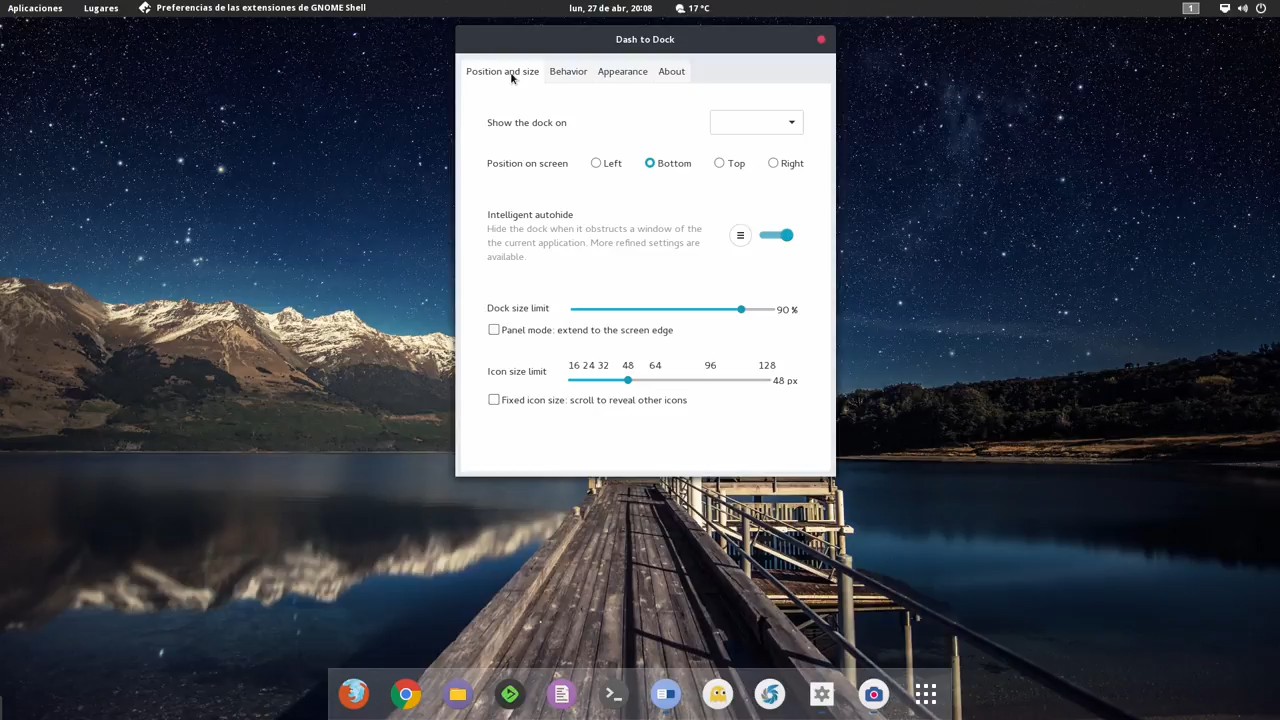 Aplicaciones Lugares Preferencias de las extensiones de GNOME Shell lun, 27 de abr, 20:08 17 °C 1
Dash to Dock
Position and size Behavior Appearance About
Show the dock on
Position on screen Left Bottom Top Right
Intelligent autohide
Hide the dock when it obstructs a window of the
the current application. More refined settings are
available.
Dock size limit 90 %
Panel mode: extend to the screen edge
16 24 32 48 64 96 128
Icon size limit 48 px
Fixed icon size: scroll to reveal other icons